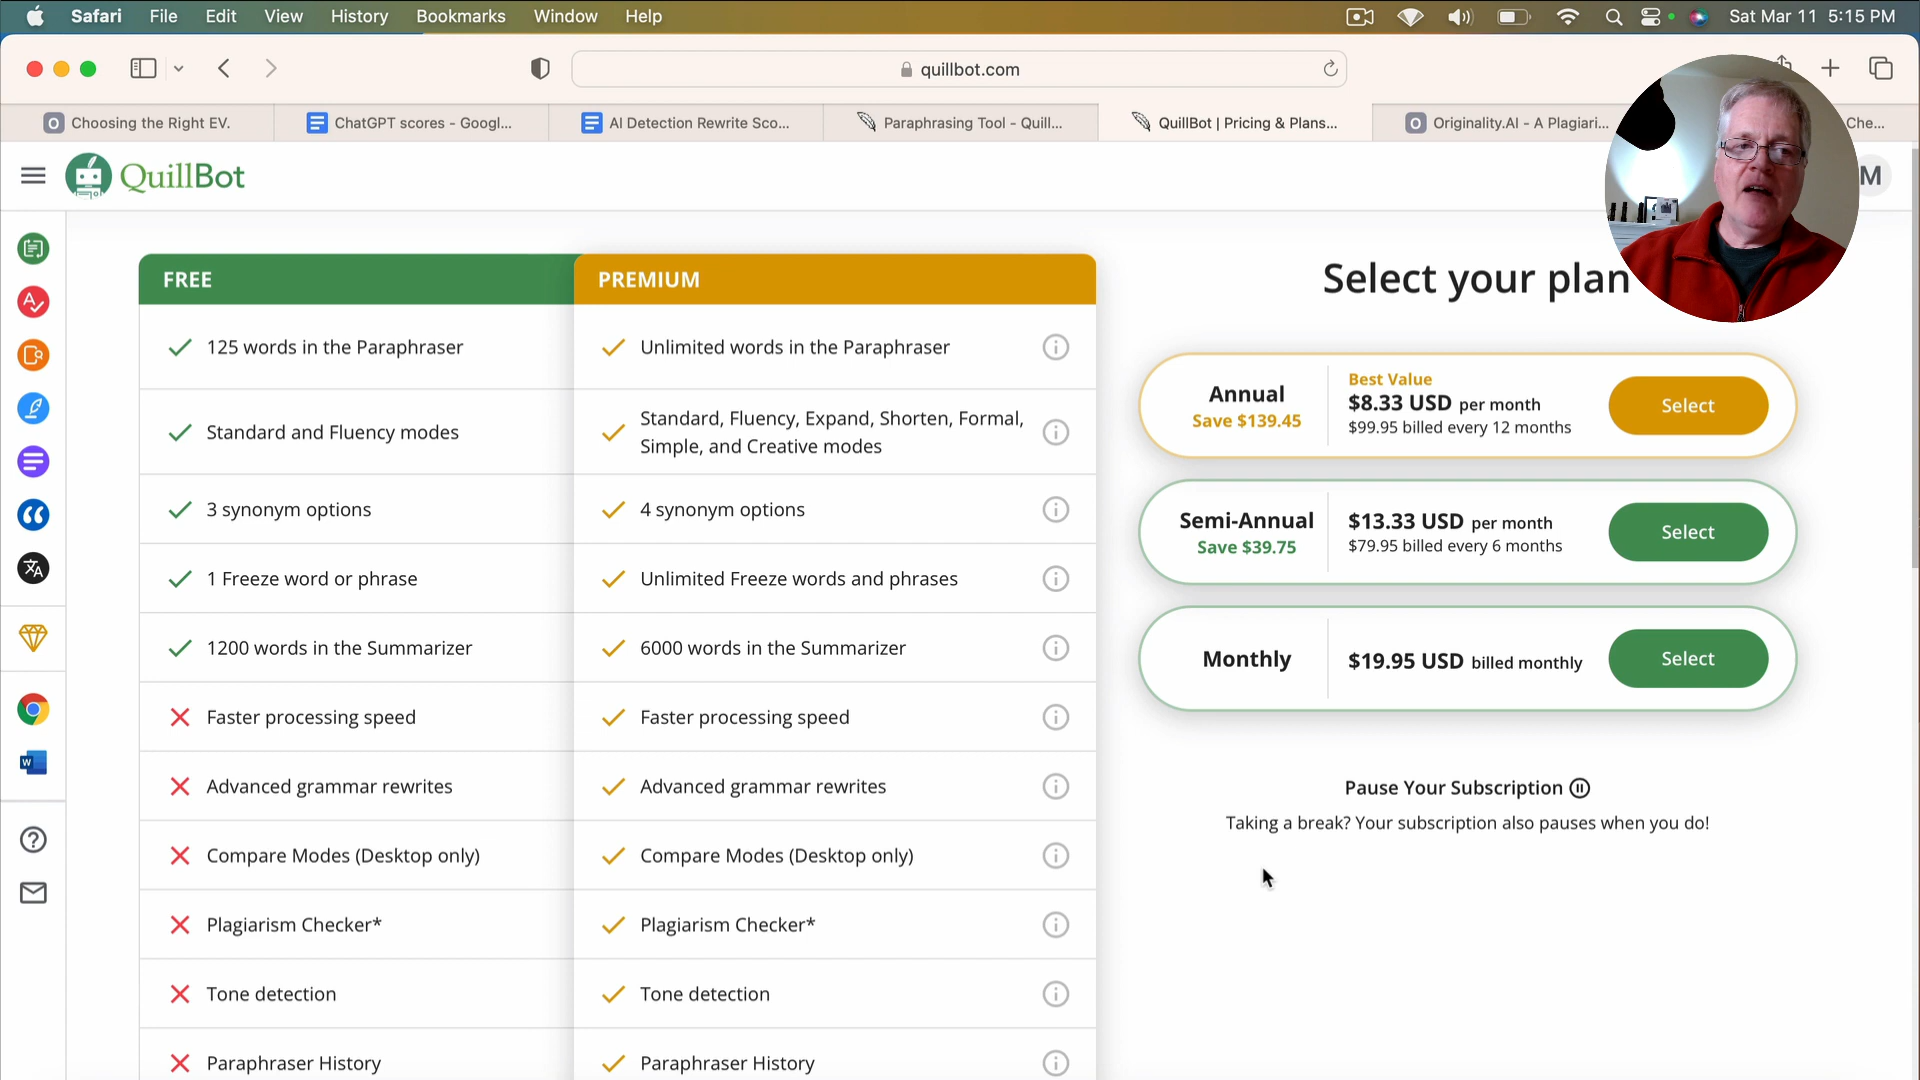 Safari File Edit View History Bookmarks Window Help Sat Mar 11 5:15 PM
quillbot.com
Choosing the Right EV.
ChatGPT scores - Googl...
AI Detection Rewrite Sco...
Paraphrasing Tool - Quill...
QuillBot | Pricing & Plans...
Originality.AI - A Plagiari...
Che...
QuillBot
M
FREE
PREMIUM
125 words in the Paraphraser
Unlimited words in the Paraphraser
Standard and Fluency modes
Standard, Fluency, Expand, Shorten, Formal,
Simple, and Creative modes
3 synonym options
4 synonym options
1 Freeze word or phrase
Unlimited Freeze words and phrases
1200 words in the Summarizer
6000 words in the Summarizer
Faster processing speed
Faster processing speed
Advanced grammar rewrites
Advanced grammar rewrites
Compare Modes (Desktop only)
Compare Modes (Desktop only)
Plagiarism Checker*
Plagiarism Checker*
Tone detection
Tone detection
Paraphraser History
Paraphraser History
Select your plan
Annual
Save $139.45
Best Value
$8.33 USD per month
$99.95 billed every 12 months
Select
Semi-Annual
Save $39.75
$13.33 USD per month
$79.95 billed every 6 months
Select
Monthly
$19.95 USD billed monthly
Select
Pause Your Subscription
Taking a break? Your subscription also pauses when you do!